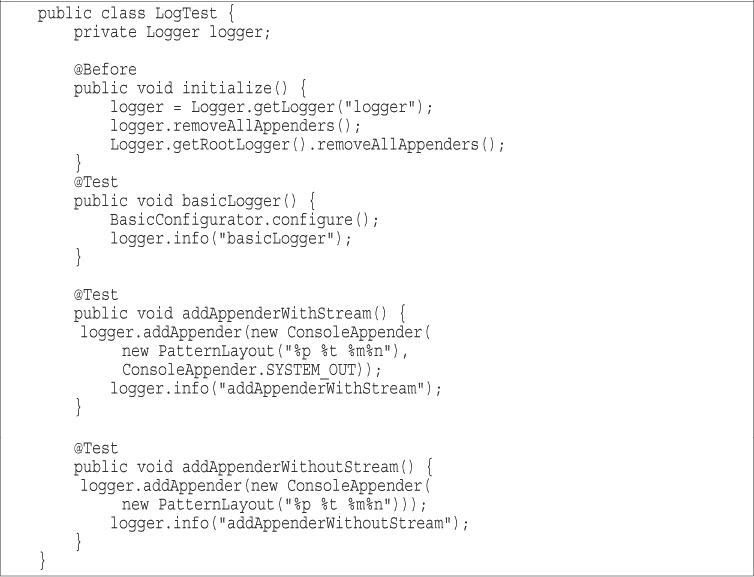 public class LogTest {
    private Logger logger;

    @Before
    public void initialize() {
        logger = Logger.getLogger("logger");
        logger.removeAllAppenders();
        Logger.getRootLogger().removeAllAppenders();
    }
    @Test
    public void basicLogger() {
        BasicConfigurator.configure();
        logger.info("basicLogger");
    }

    @Test
    public void addAppenderWithStream() {
     logger.addAppender(new ConsoleAppender(
         new PatternLayout("%p %t %m%n"),
         ConsoleAppender.SYSTEM_OUT));
        logger.info("addAppenderWithStream");
    }

    @Test
    public void addAppenderWithoutStream() {
     logger.addAppender(new ConsoleAppender(
         new PatternLayout("%p %t %m%n")));
        logger.info("addAppenderWithoutStream");
    }
}